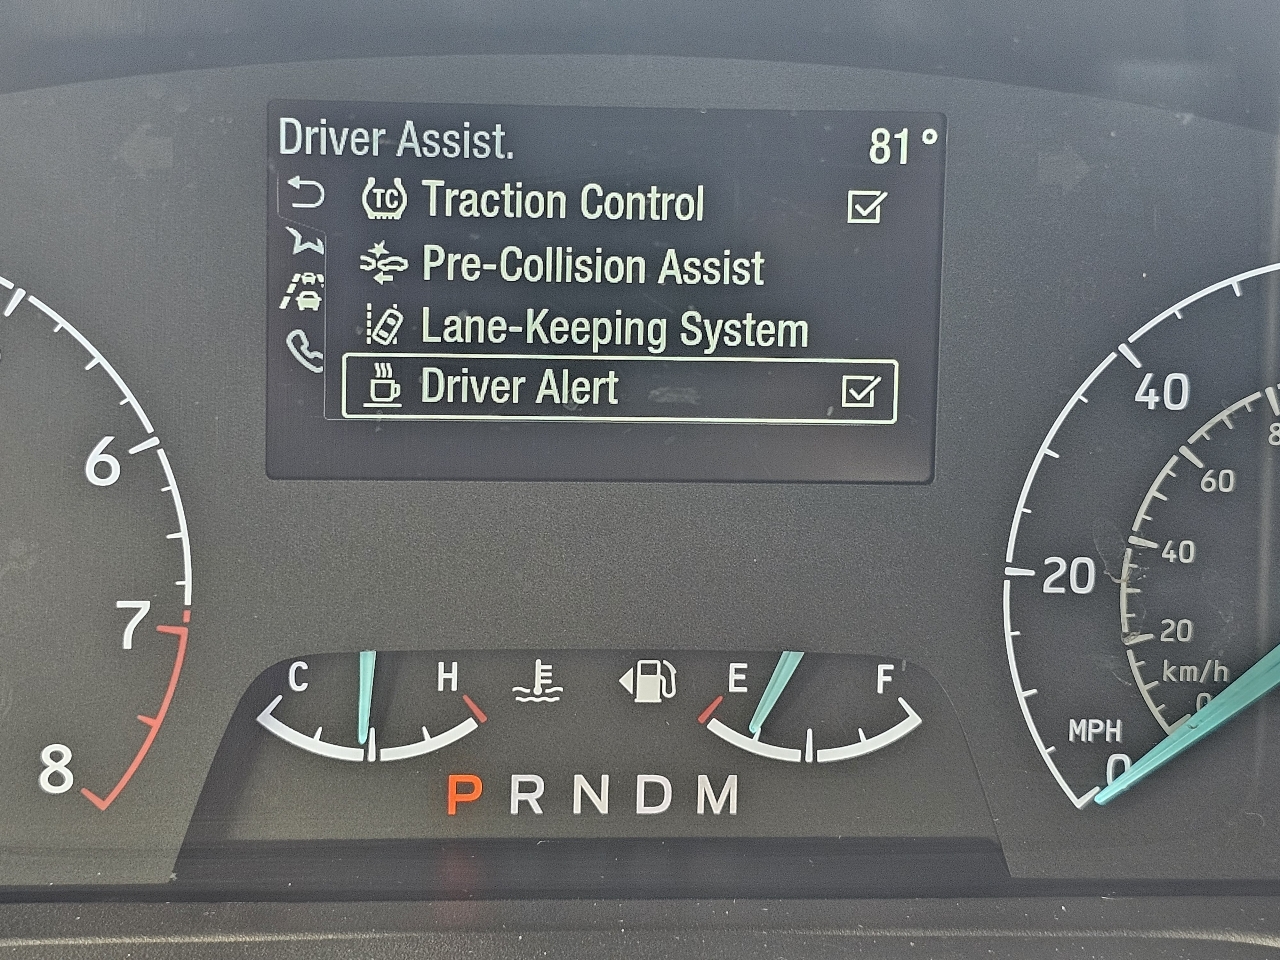 Driver Assist. 81°
TC Traction Control
Pre-Collision Assist
Lane-Keeping System
Driver Alert
6
7
8
C H
E F
P R N D M
40
20
MPH
0
60
40
20
km/h